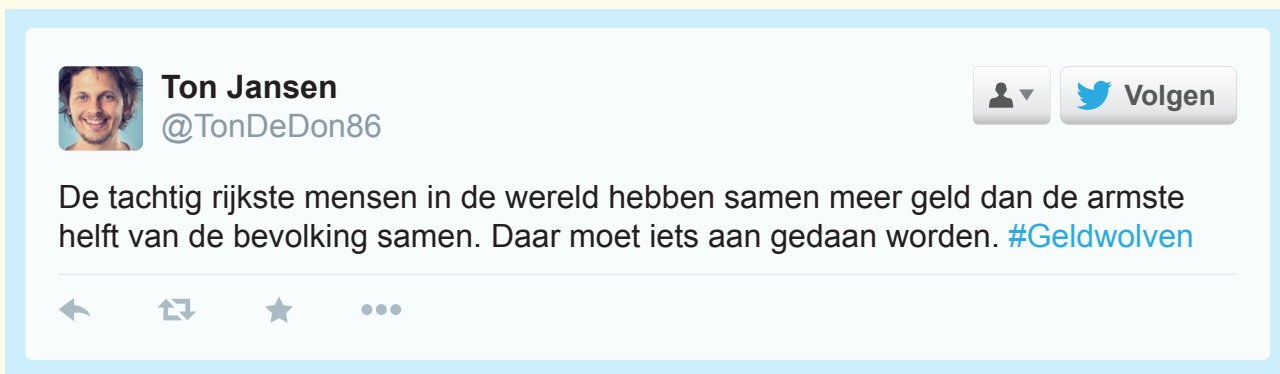 Ton Jansen
@TonDeDon86
Volgen
De tachtig rijkste mensen in de wereld hebben samen meer geld dan de armste
helft van de bevolking samen. Daar moet iets aan gedaan worden. #Geldwolven